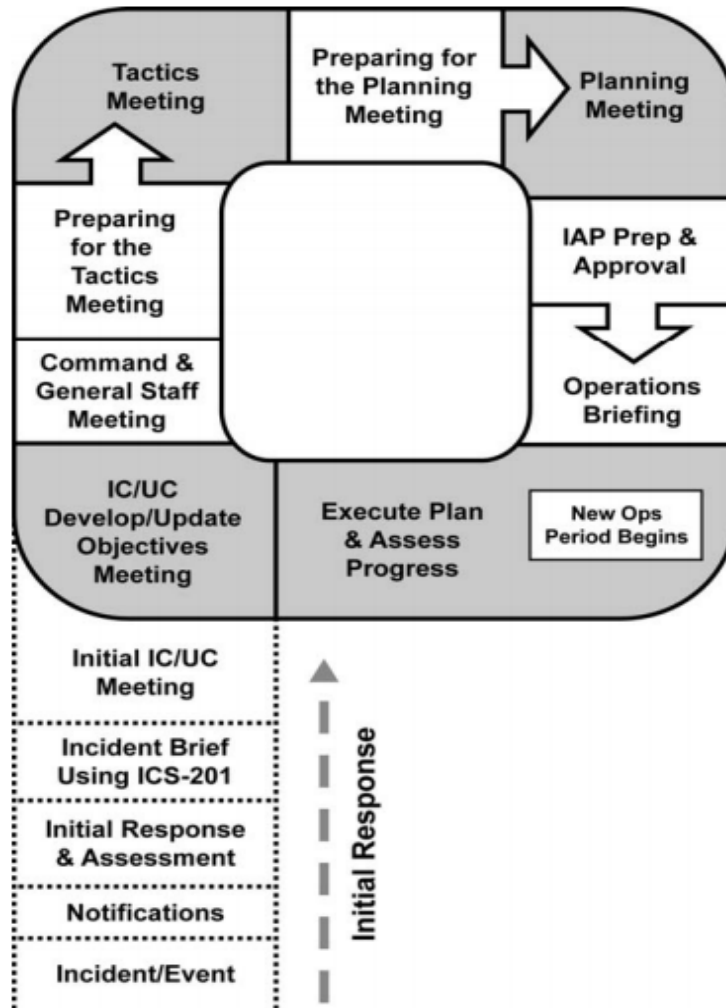 Tactics
Meeting
Preparing for
the Planning
Meeting
Planning
Meeting
Preparing
for the
Tactics
Meeting
IAP Prep &
Approval
Command &
General Staff
Meeting
Operations
Briefing
IC/UC
Develop/Update
Objectives
Meeting
Execute Plan
& Assess
Progress
New Ops
Period Begins
Initial IC/UC
Meeting
Incident Brief
Using ICS-201
Initial Response
& Assessment
Notifications
Incident/Event
Initial Response